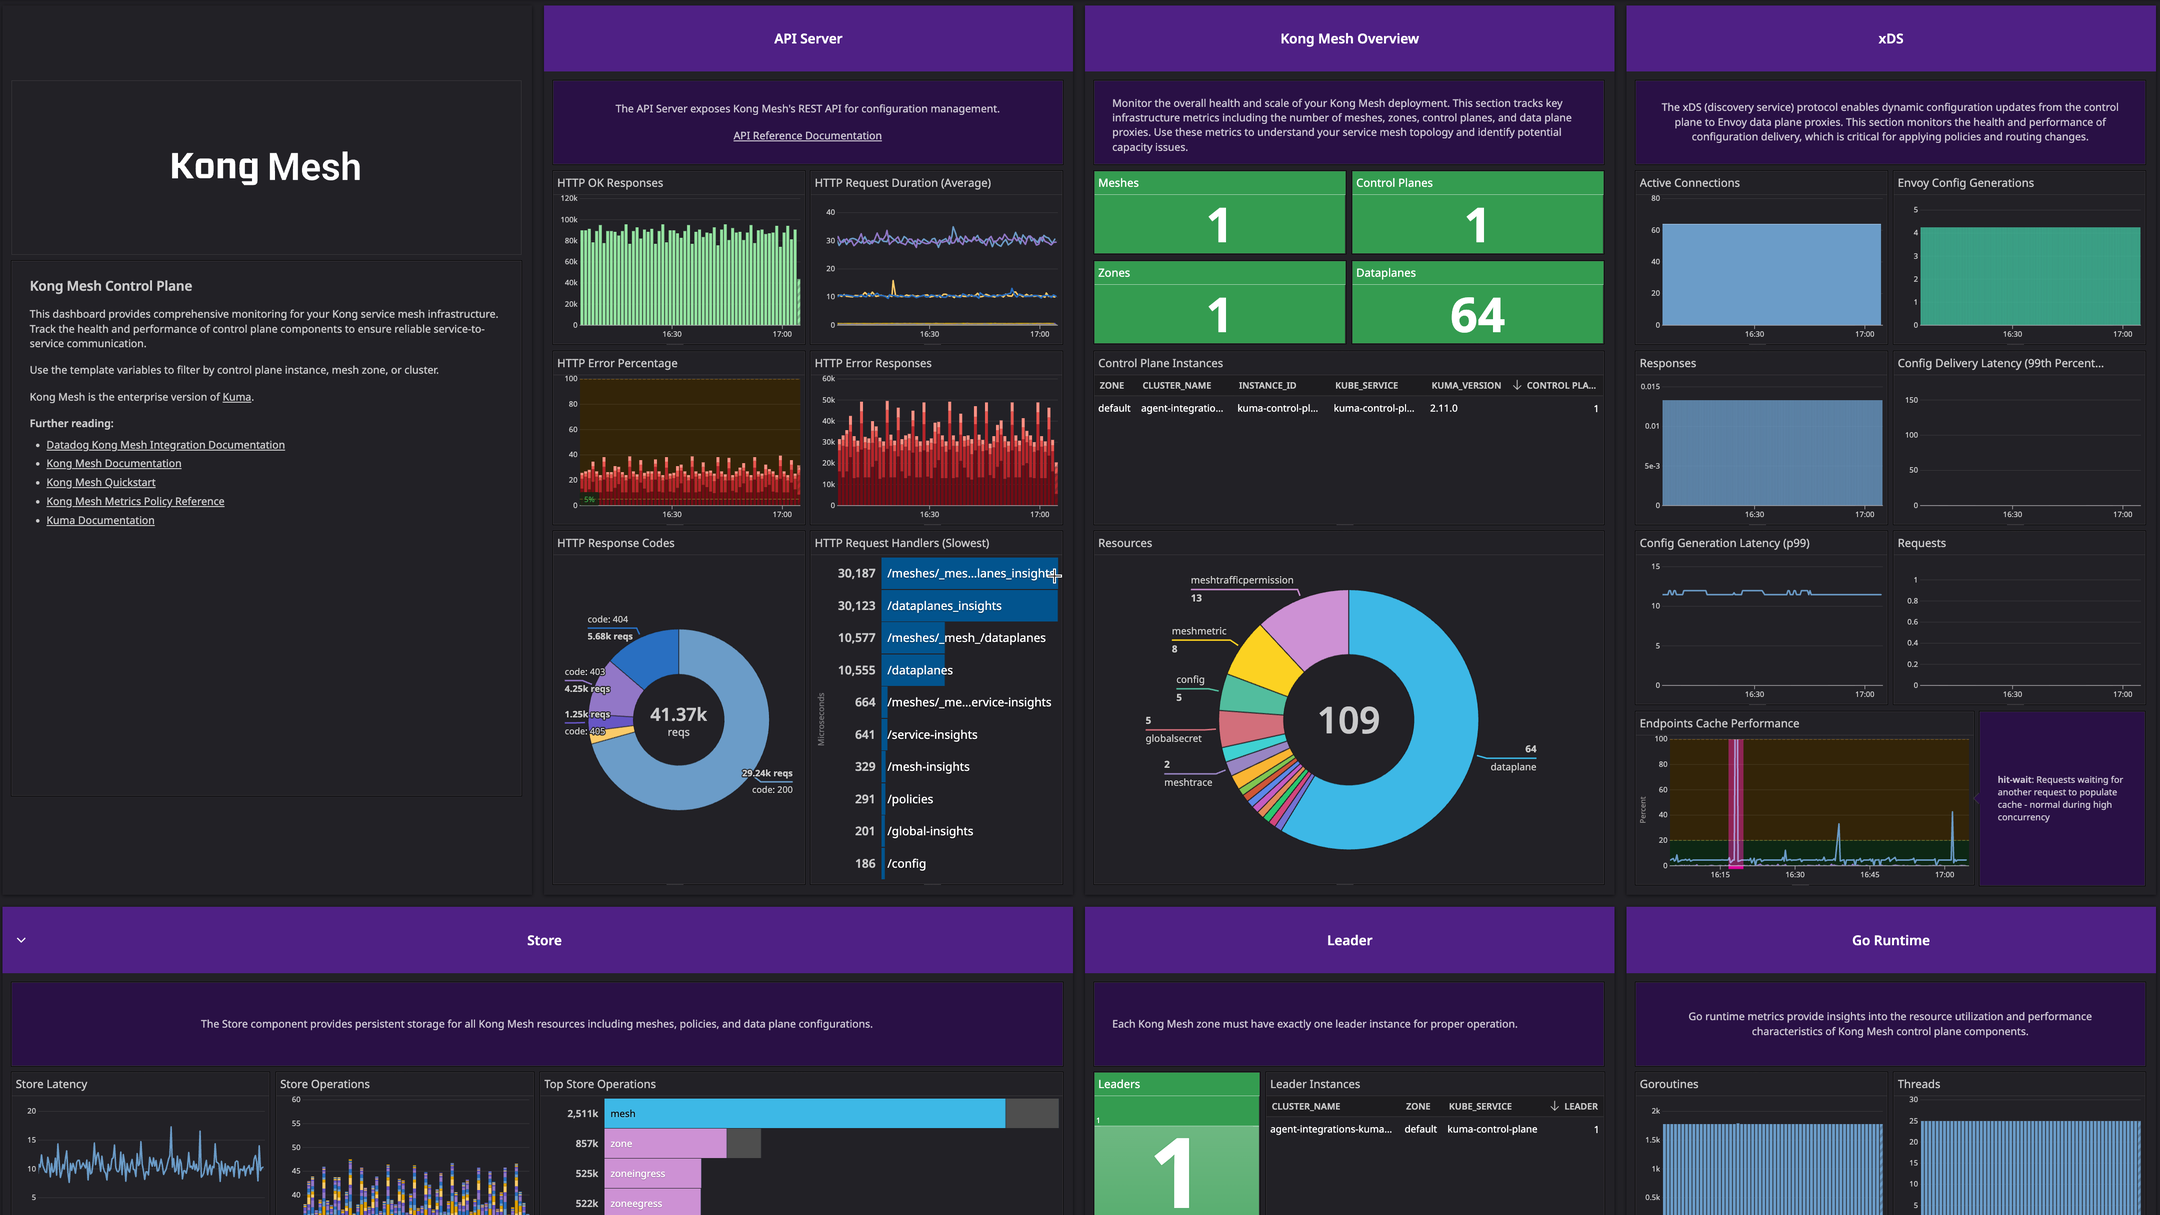 Kong Mesh
Kong Mesh Control Plane
This dashboard provides comprehensive monitoring for your Kong service mesh infrastructure.
Track the health and performance of control plane components to ensure reliable service-to-
service communication.
Use the template variables to filter by control plane instance, mesh zone, or cluster.
Kong Mesh is the enterprise version of Kuma.
Further reading:
• Datadog Kong Mesh Integration Documentation
• Kong Mesh Documentation
• Kong Mesh Quickstart
• Kong Mesh Metrics Policy Reference
• Kuma Documentation
API Server
The API Server exposes Kong Mesh's REST API for configuration management.
API Reference Documentation
HTTP OK Responses
120k
100k
80k
60k
40k
20k
0
16:30 17:00
HTTP Request Duration (Average)
40
30
20
10
0
16:30 17:00
HTTP Error Percentage
100
80
60
40
20
0
5%
16:30 17:00
HTTP Error Responses
60k
50k
40k
30k
20k
10k
0
16:30 17:00
HTTP Response Codes
code: 404
5.68k reqs
code: 403
4.25k reqs
1.25k reqs
code: 405
41.37k
reqs
29.24k reqs
code: 200
HTTP Request Handlers (Slowest)
Microseconds
30,187 /meshes/_mes...lanes_insights
30,123 /dataplanes_insights
10,577 /meshes/_mesh_/dataplanes
10,555 /dataplanes
664 /meshes/_me...ervice-insights
641 /service-insights
329 /mesh-insights
291 /policies
201 /global-insights
186 /config
Kong Mesh Overview
Monitor the overall health and scale of your Kong Mesh deployment. This section tracks key
infrastructure metrics including the number of meshes, zones, control planes, and data plane
proxies. Use these metrics to understand your service mesh topology and identify potential
capacity issues.
Meshes
1
Control Planes
1
Zones
1
Dataplanes
64
Control Plane Instances
ZONE CLUSTER_NAME INSTANCE_ID KUBE_SERVICE KUMA_VERSION ↓ CONTROL PLA...
default agent-integratio... kuma-control-pl... kuma-control-pl... 2.11.0 1
Resources
meshtrafficpermission
13
meshmetric
8
config
5
5
globalsecret
2
meshtrace
109
64
dataplane
xDS
The xDS (discovery service) protocol enables dynamic configuration updates from the control
plane to Envoy data plane proxies. This section monitors the health and performance of
configuration delivery, which is critical for applying policies and routing changes.
Active Connections
80
60
40
20
0
16:30 17:00
Envoy Config Generations
5
4
3
2
1
0
16:30 17:00
Responses
0.015
0.01
5e-3
0
16:30 17:00
Config Delivery Latency (99th Percent...
150
100
50
0
16:30 17:00
Config Generation Latency (p99)
15
10
5
0
16:30 17:00
Requests
1
0.8
0.6
0.4
0.2
0
16:30 17:00
Endpoints Cache Performance
Percent
100
80
60
40
20
0
16:15 16:30 16:45 17:00
hit-wait: Requests waiting for
another request to populate
cache - normal during high
concurrency
Store
The Store component provides persistent storage for all Kong Mesh resources including meshes, policies, and data plane configurations.
Store Latency
20
15
10
5
Store Operations
60
55
50
45
40
Top Store Operations
2,511k mesh
857k zone
525k zoneingress
522k zoneegress
Leader
Each Kong Mesh zone must have exactly one leader instance for proper operation.
Leaders
1
1
Leader Instances
CLUSTER_NAME ZONE KUBE_SERVICE ↓ LEADER
agent-integrations-kuma... default kuma-control-plane 1
Go Runtime
Go runtime metrics provide insights into the resource utilization and performance
characteristics of Kong Mesh control plane components.
Goroutines
2k
1.5k
1k
0.5k
Threads
30
25
20
15
10
5